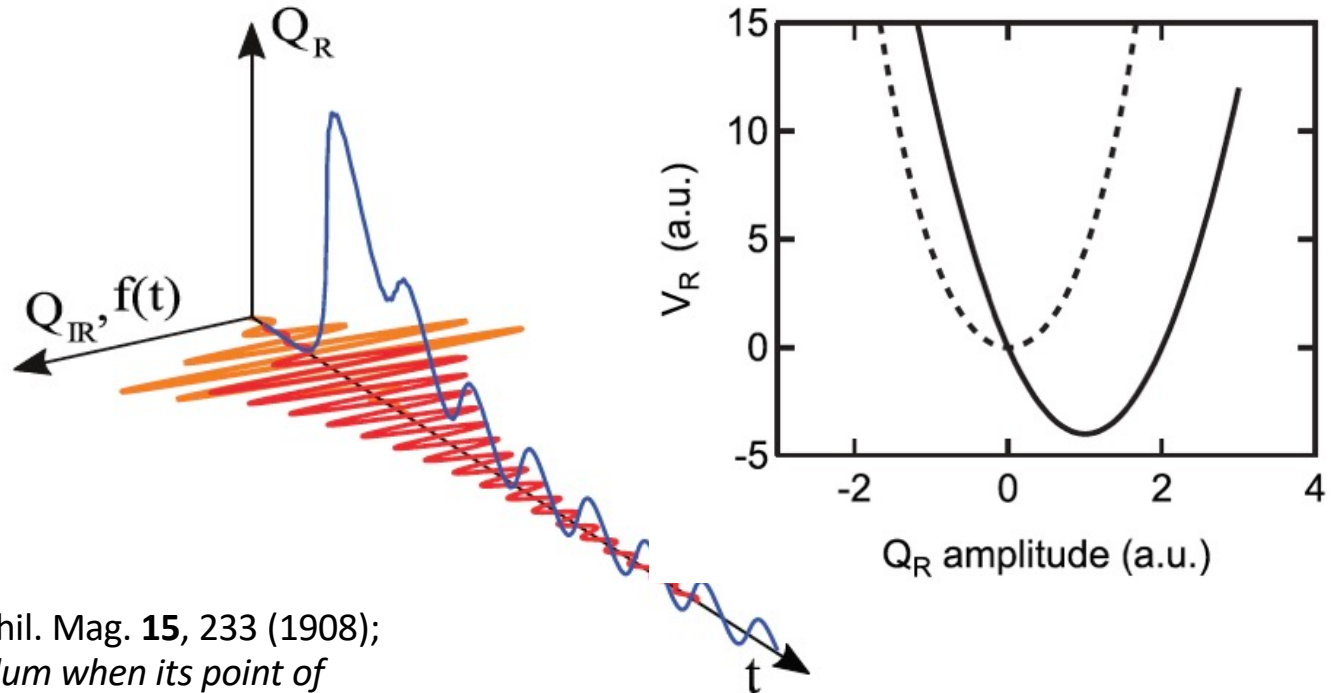 Q_R
Q_IR, f(t)
t
15
10
5
0
-5
V_R (a.u.)
-2
0
2
4
Q_R amplitude (a.u.)
hil. Mag. 15, 233 (1908);
lum when its point of